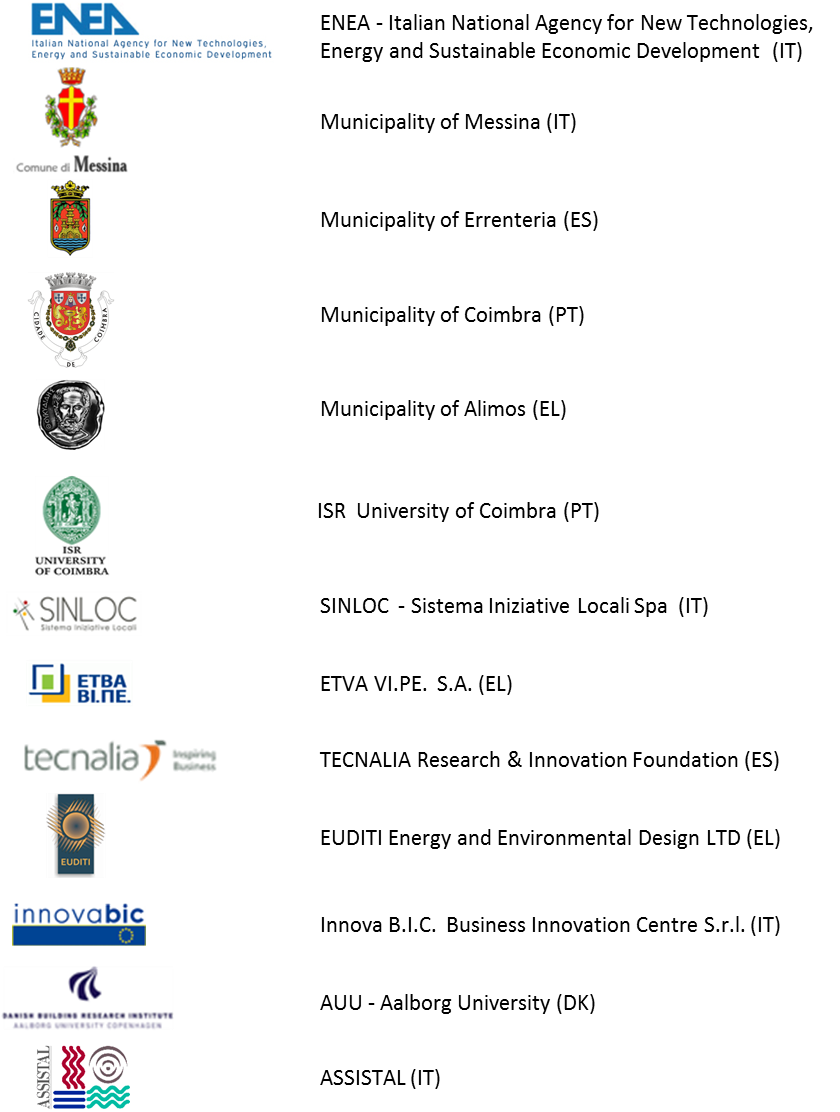 ENEA
Italian National Agency for New Technologies,
Energy and Sustainable Economic Development
ENEA - Italian National Agency for New Technologies,
Energy and Sustainable Economic Development (IT)
Comune di Messina
Municipality of Messina (IT)
Municipality of Errenteria (ES)
CIDADE DE COIMBRA
Municipality of Coimbra (PT)
Municipality of Alimos (EL)
ISR
UNIVERSITY
OF COIMBRA
ISR University of Coimbra (PT)
SINLOC
Sistema Iniziative Locali
SINLOC - Sistema Iniziative Locali Spa (IT)
ΕΤΒΑ
ΒΙ.ΠΕ.
ETVA VI.PE. S.A. (EL)
tecnalia
Inspiring
Business
TECNALIA Research & Innovation Foundation (ES)
EUDITI
EUDITI Energy and Environmental Design LTD (EL)
innovabic
Innova B.I.C. Business Innovation Centre S.r.l. (IT)
DANISH BUILDING RESEARCH INSTITUTE
AALBORG UNIVERSITY COPENHAGEN
AUU - Aalborg University (DK)
ASSISTAL
ASSISTAL (IT)